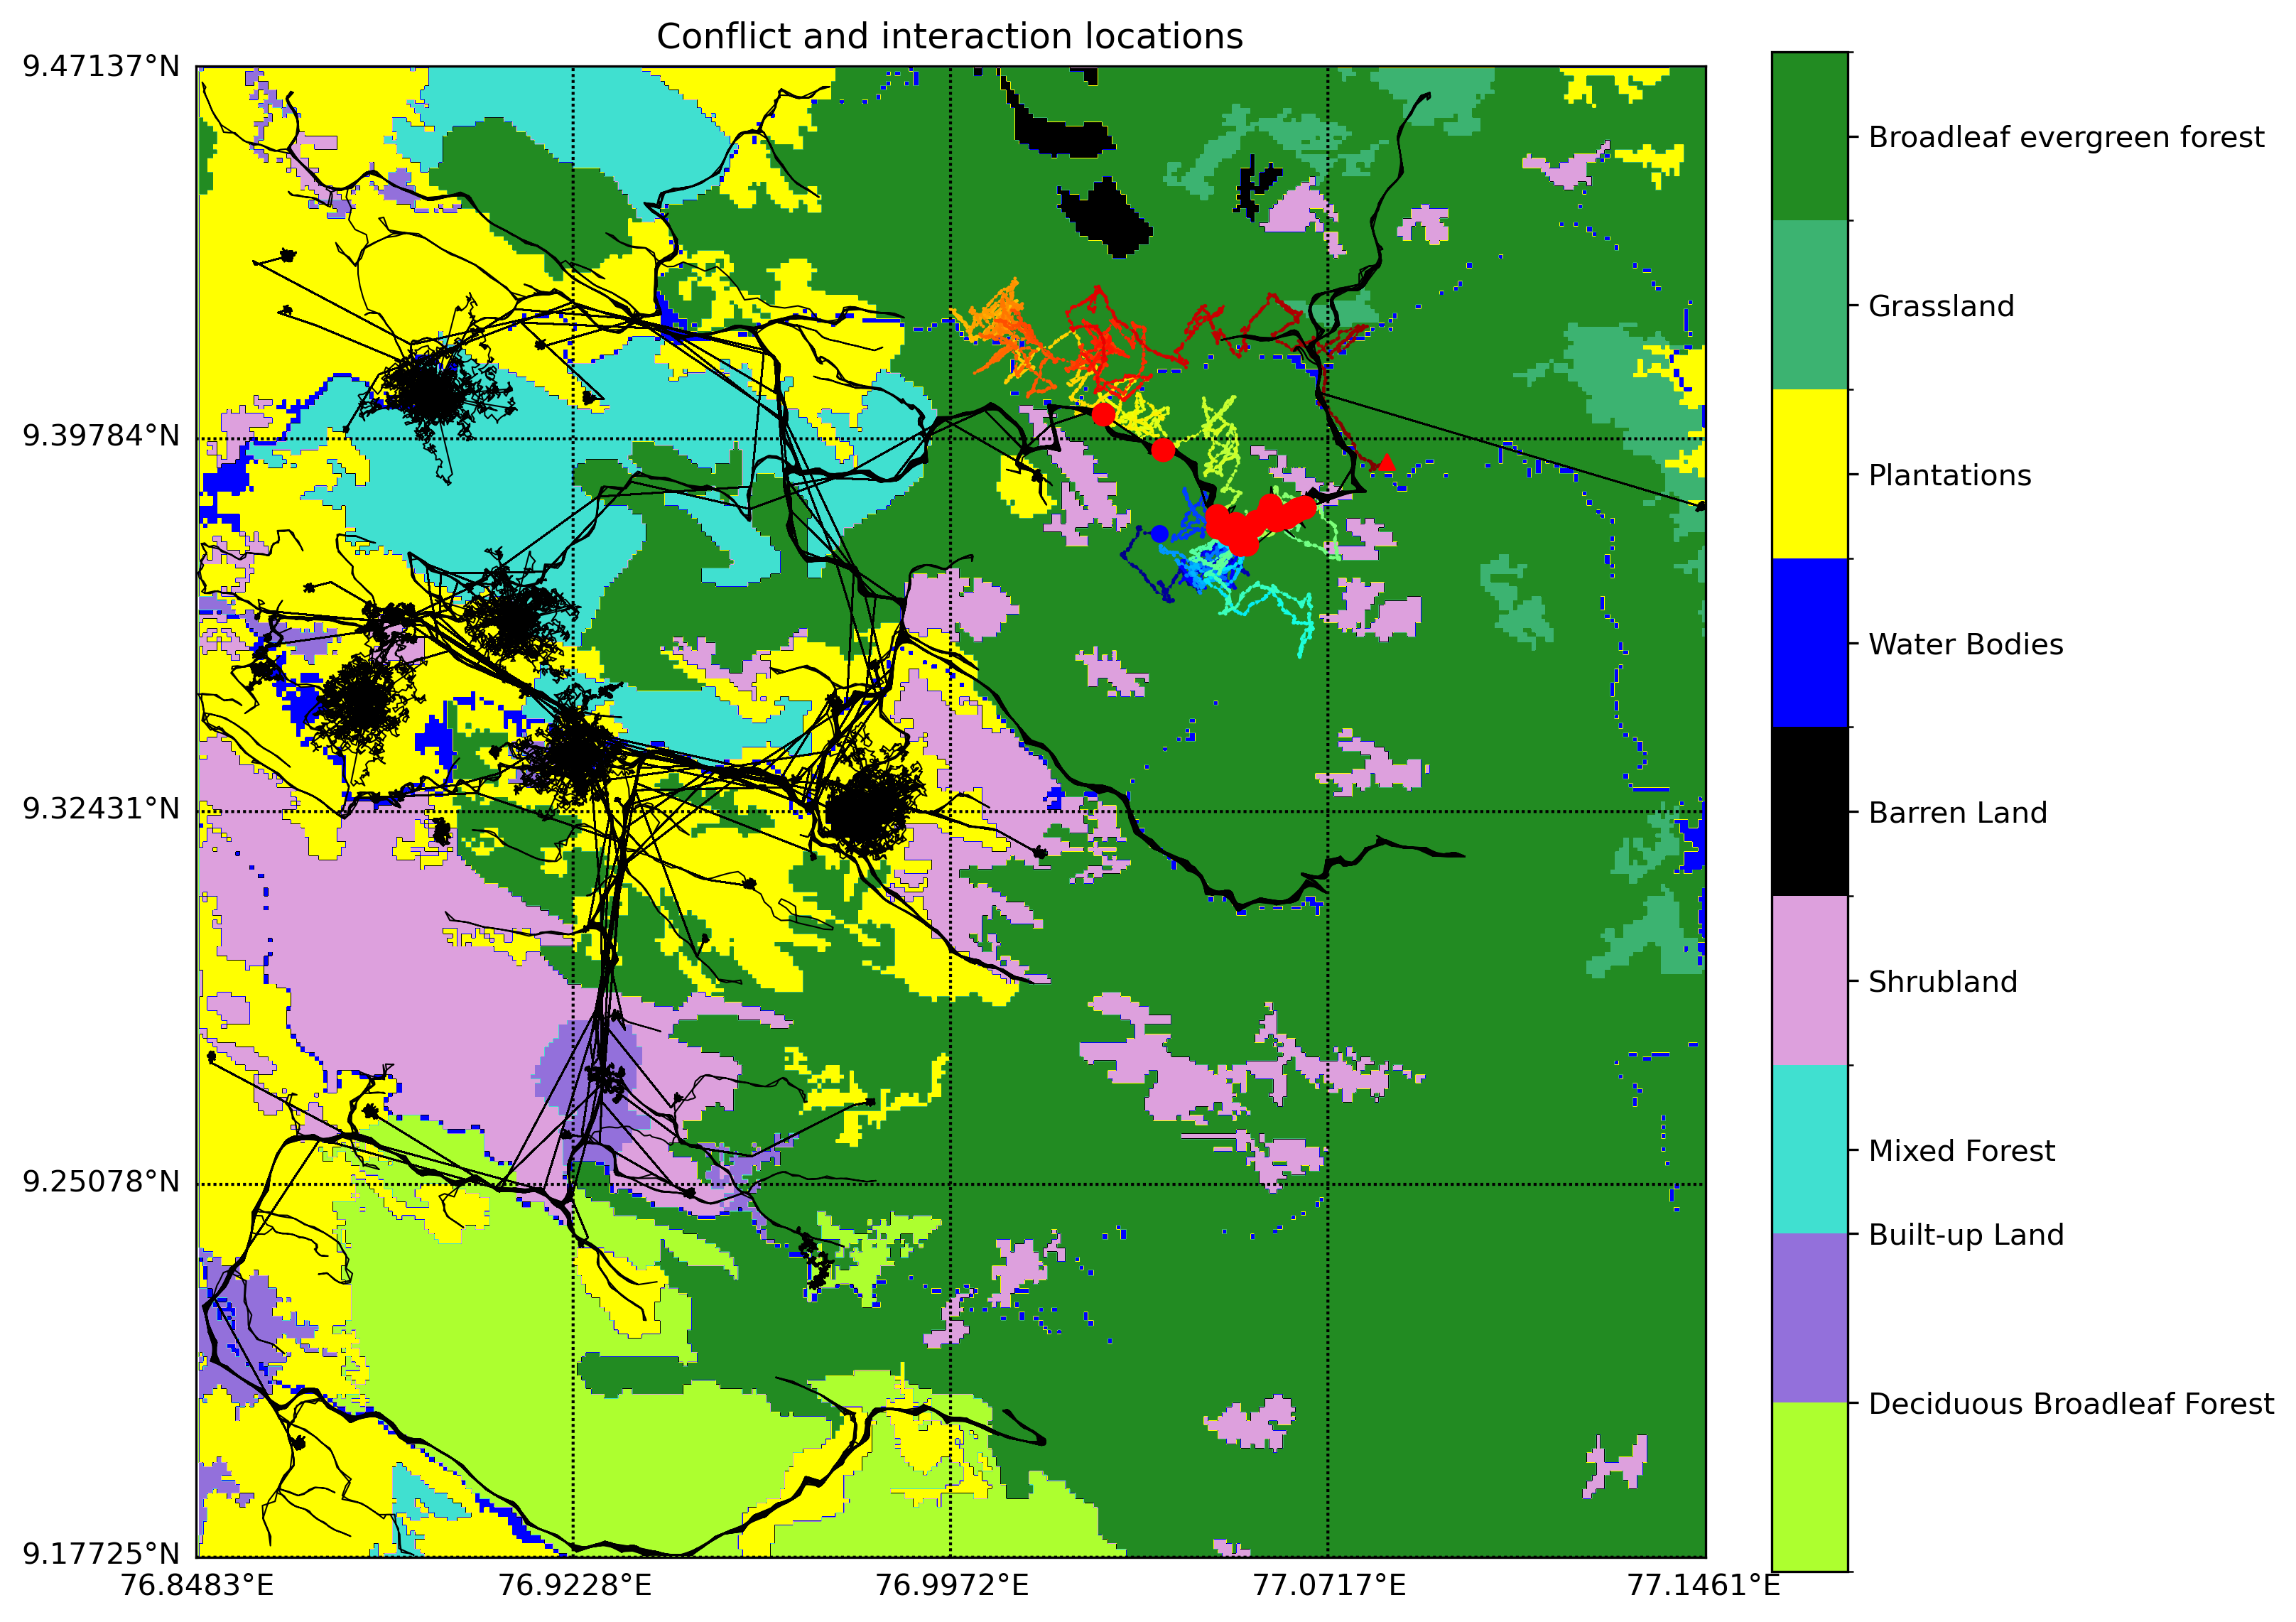 Conflict and interaction locations
9.47137°N
9.39784°N
9.32431°N
9.25078°N
9.17725°N
76.8483°E
76.9228°E
76.9972°E
77.0717°E
77.1461°E
Broadleaf evergreen forest
Grassland
Plantations
Water Bodies
Barren Land
Shrubland
Mixed Forest
Built-up Land
Deciduous Broadleaf Forest